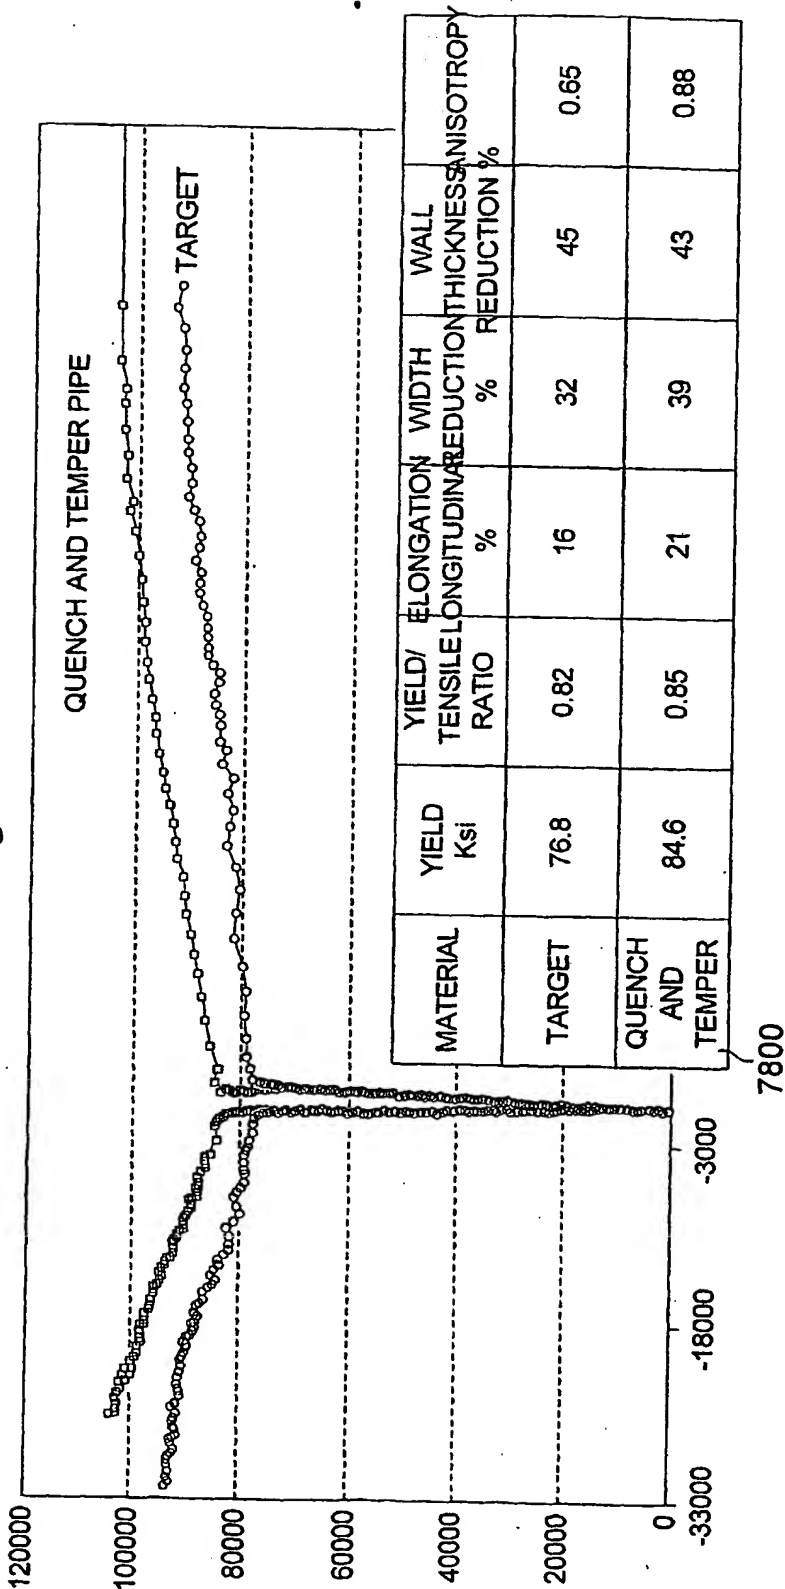 120000
100000
80000
60000
40000
20000
0
-33000
-18000
-3000
QUENCH AND TEMPER PIPE
TARGET
MATERIAL
YIELD
Ksi
YIELD/
TENSILE
RATIO
ELONGATION
LONGITUDINAL
%
WIDTH
REDUCTION
%
WALL
THICKNESS
REDUCTION %
ANISOTROPY
TARGET
76.8
0.82
16
32
45
0.65
QUENCH
AND
TEMPER
84.6
0.85
21
39
43
0.88
7800